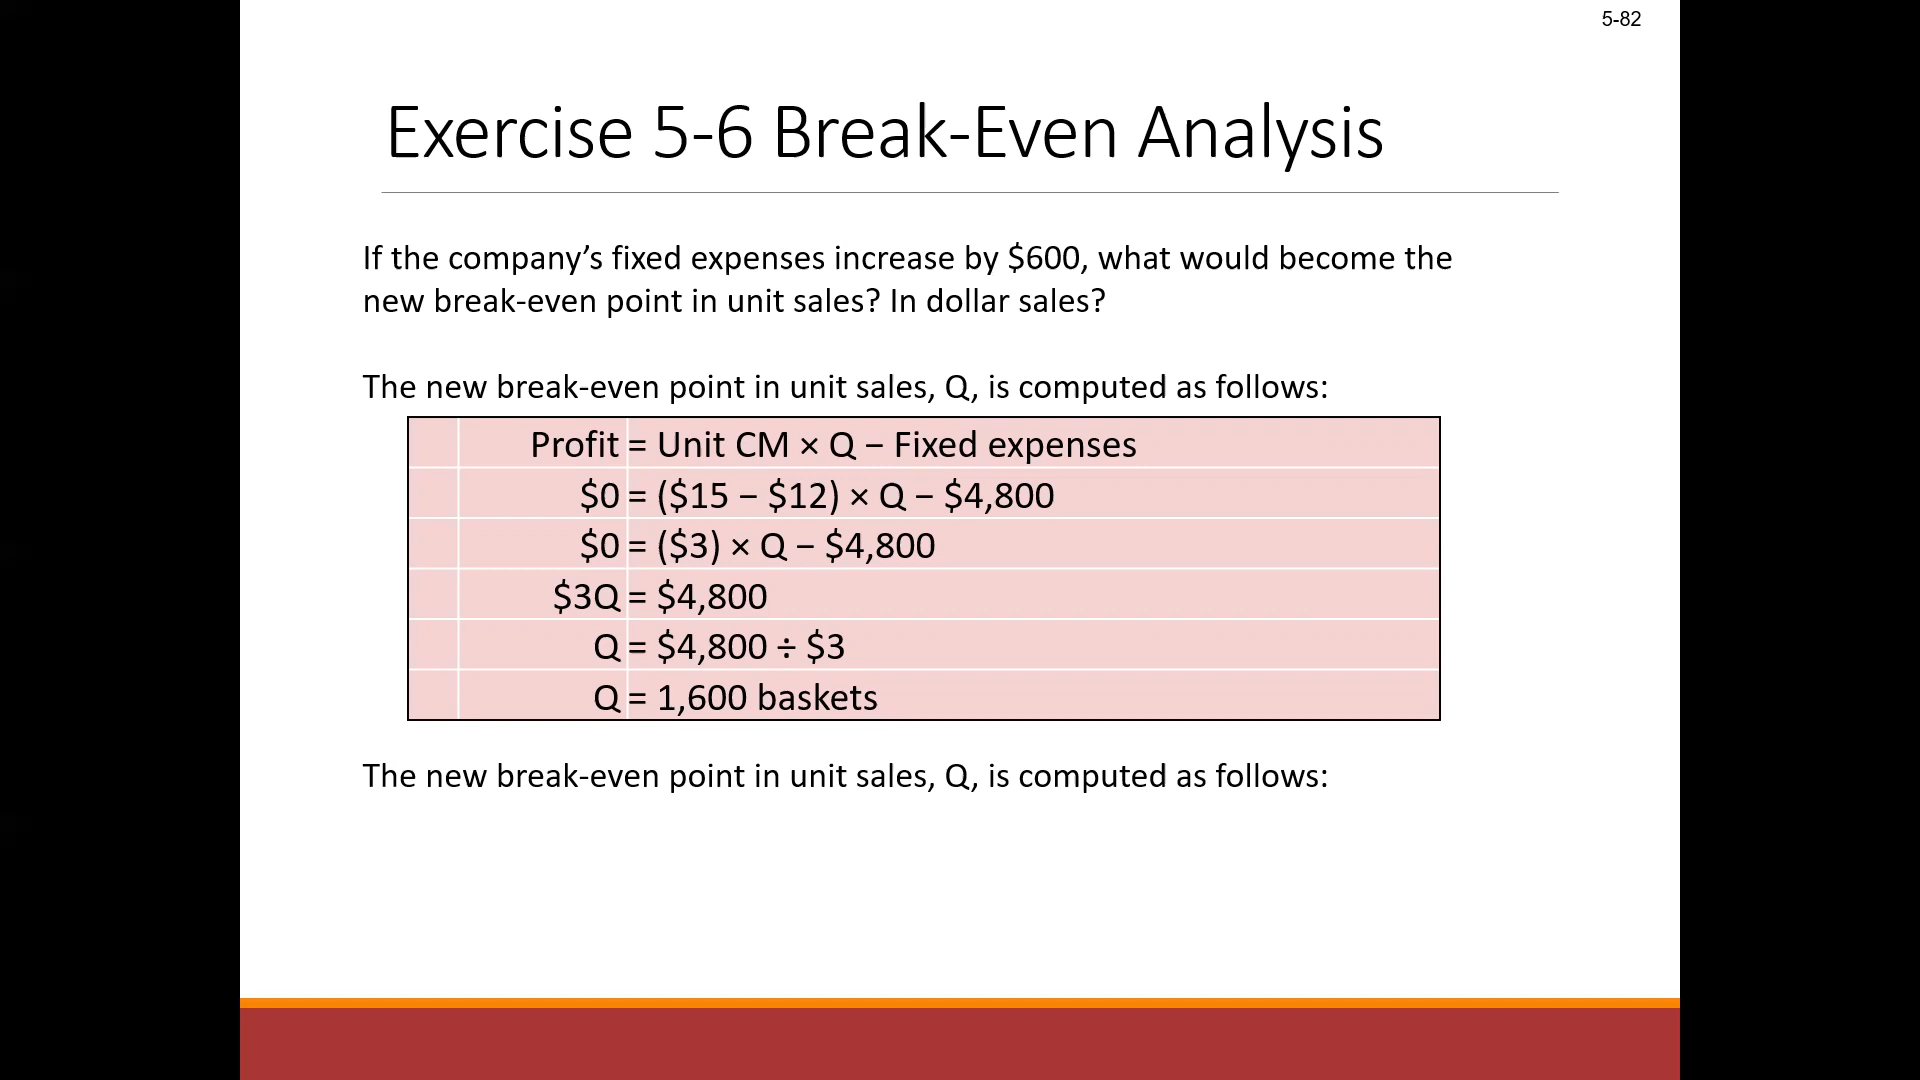 5-82
Exercise 5-6 Break-Even Analysis
If the company’s fixed expenses increase by $600, what would become the
new break-even point in unit sales? In dollar sales?
The new break-even point in unit sales, Q, is computed as follows:
Profit = Unit CM × Q − Fixed expenses
$0 = ($15 − $12) × Q − $4,800
$0 = ($3) × Q − $4,800
$3Q = $4,800
Q = $4,800 ÷ $3
Q = 1,600 baskets
The new break-even point in unit sales, Q, is computed as follows: